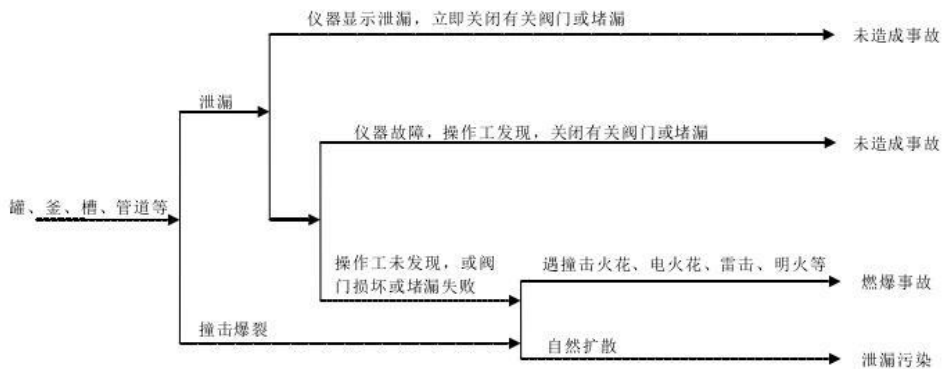 仪器显示泄漏，立即关闭有关阀门或堵漏
未造成事故
泄漏
仪器故障，操作工发现，关闭有关阀门或堵漏
未造成事故
罐、釜、槽、管道等
操作工未发现，或阀
门损坏或堵漏失败
遇撞击火花、电火花、雷击、明火等
燃爆事故
撞击爆裂
自然扩散
泄漏污染